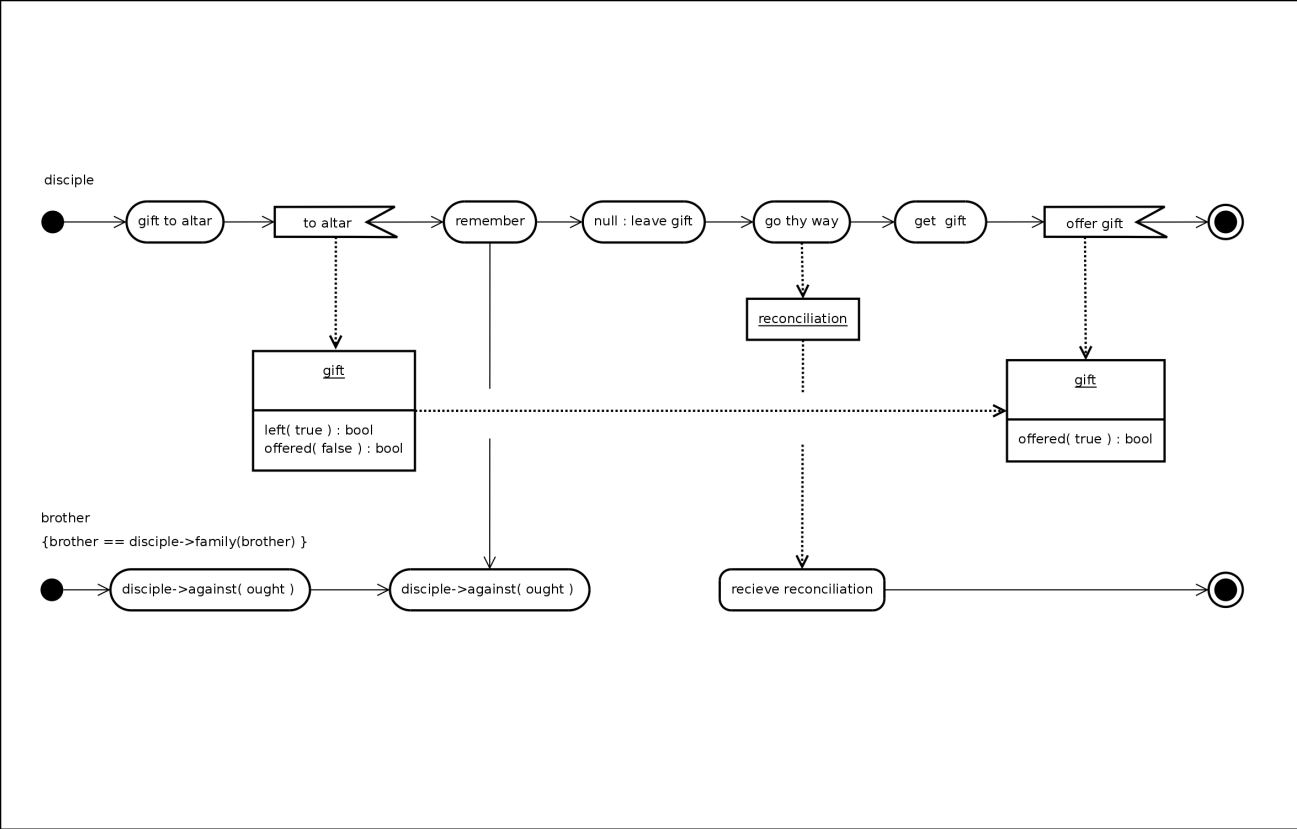 disciple
gift to altar
to altar
remember
null : leave gift
go thy way
get  gift
offer gift
reconciliation
gift
left( true ) : bool
offered( false ) : bool
gift
offered( true ) : bool
brother
{brother == disciple->family(brother) }
disciple->against( ought )
disciple->against( ought )
recieve reconciliation